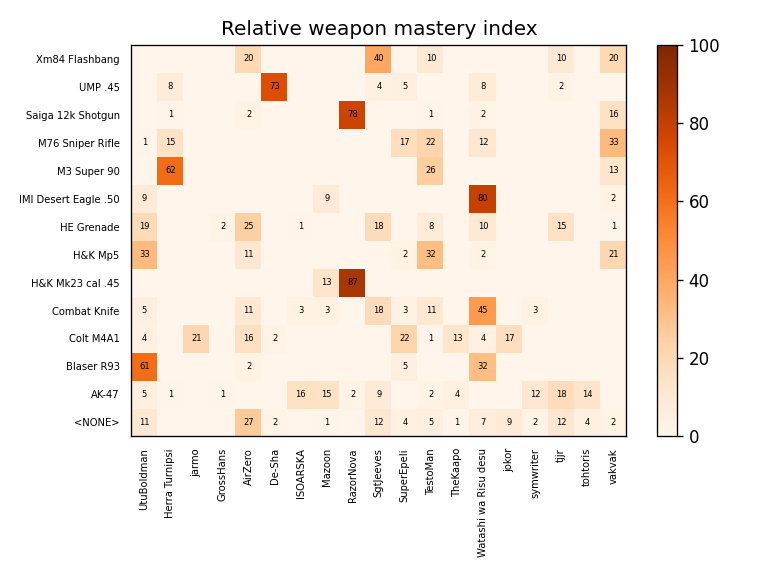 Relative weapon mastery index
Xm84 Flashbang 20 40 10 10 20
UMP .45 8 73 4 5 8 2
Saiga 12k Shotgun 1 2 78 1 2 16
M76 Sniper Rifle 1 15 17 22 12 33
M3 Super 90 62 26 13
IMI Desert Eagle .50 9 9 80 2
HE Grenade 19 2 25 1 18 8 10 15 1
H&K Mp5 33 11 2 32 2 21
H&K Mk23 cal .45 13 87
Combat Knife 5 11 3 3 18 3 11 45 3
Colt M4A1 4 21 16 2 22 1 13 4 17
Blaser R93 61 2 5 32
AK-47 5 1 1 16 15 2 9 2 4 12 18 14
<NONE> 11 27 2 1 12 4 5 1 7 9 2 12 4 2
UtuBoldman
Herra Turnipsi
jarmo
GrossHans
AirZero
De-Sha
ISOARSKA
Mazoon
RazorNova
SgtJeeves
SuperEpeli
TestoMan
TheKaapo
Watashi wa Risu desu
jokor
symwriter
tjjr
tohtoris
vakvak
100
80
60
40
20
0